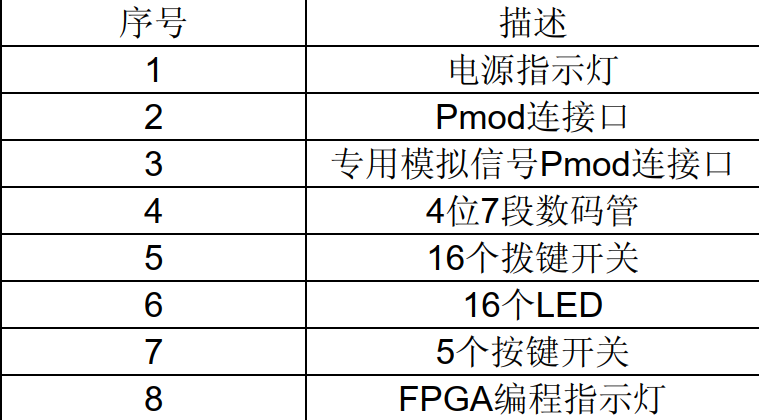 序号 描述
1 电源指示灯
2 Pmod连接口
3 专用模拟信号Pmod连接口
4 4位7段数码管
5 16个拨键开关
6 16个LED
7 5个按键开关
8 FPGA编程指示灯